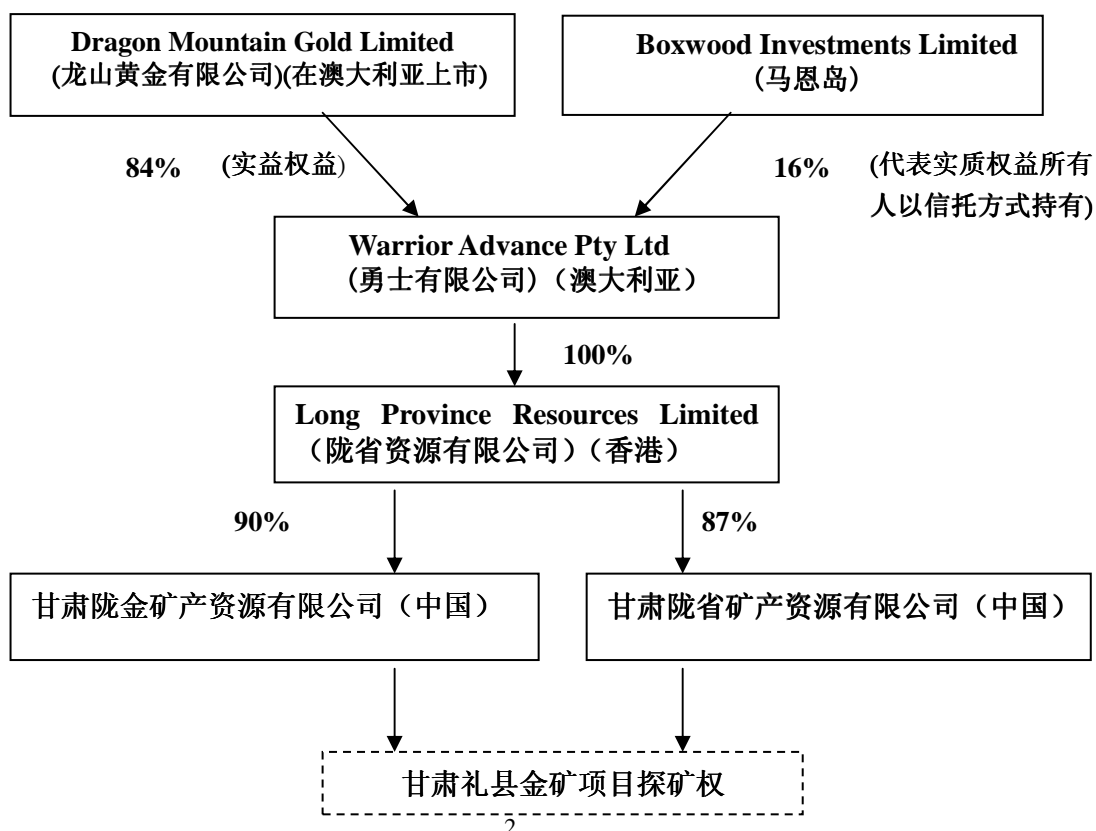 Dragon Mountain Gold Limited
(龙山黄金有限公司)(在澳大利亚上市)
Boxwood Investments Limited
(马恩岛)
84% (实益权益)
16% (代表实质权益所有
人以信托方式持有)
Warrior Advance Pty Ltd
(勇士有限公司)（澳大利亚）
100%
Long Province Resources Limited
（陇省资源有限公司）（香港）
90%
87%
甘肃陇金矿产资源有限公司（中国）
甘肃陇省矿产资源有限公司（中国）
甘肃礼县金矿项目探矿权
2